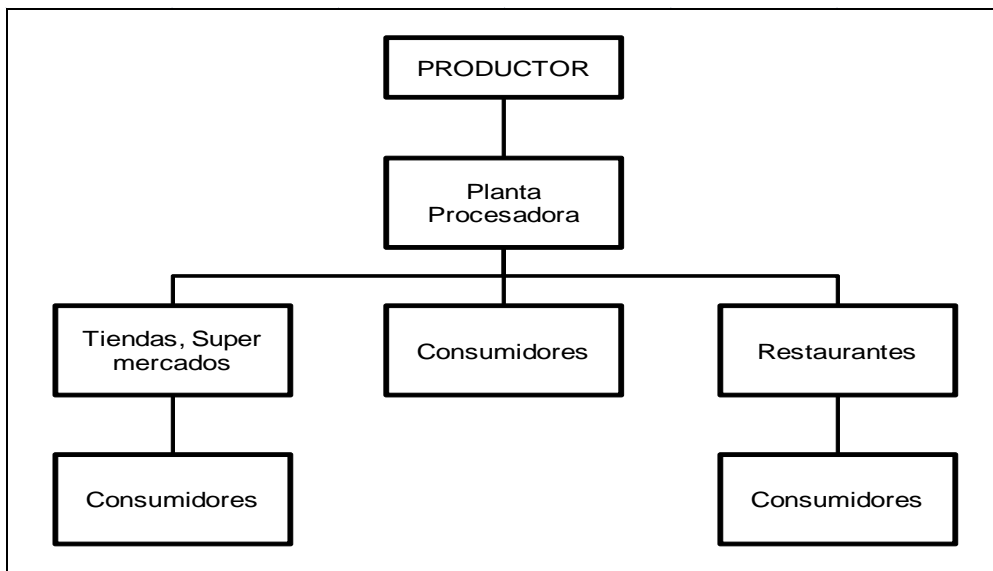 PRODUCTOR
Planta
Procesadora
Tiendas, Super
mercados
Consumidores
Restaurantes
Consumidores
Consumidores